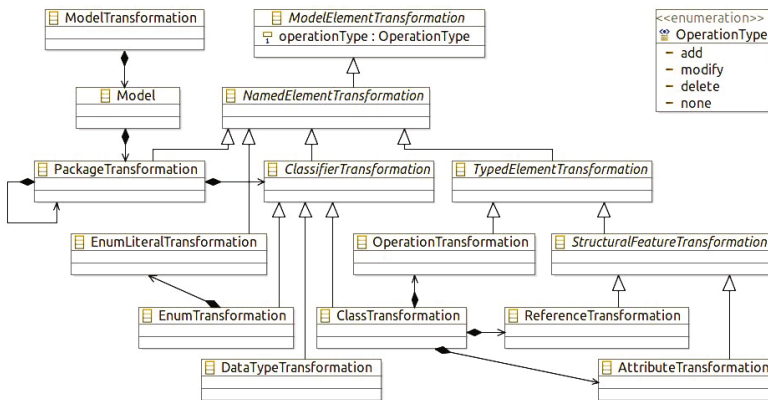 ModelTransformation
ModelElementTransformation
operationType : OperationType
<<enumeration>>
OperationType
add
modify
delete
none
Model
NamedElementTransformation
PackageTransformation
ClassifierTransformation
TypedElementTransformation
EnumLiteralTransformation
OperationTransformation
StructuralFeatureTransformation
EnumTransformation
ClassTransformation
ReferenceTransformation
DataTypeTransformation
AttributeTransformation